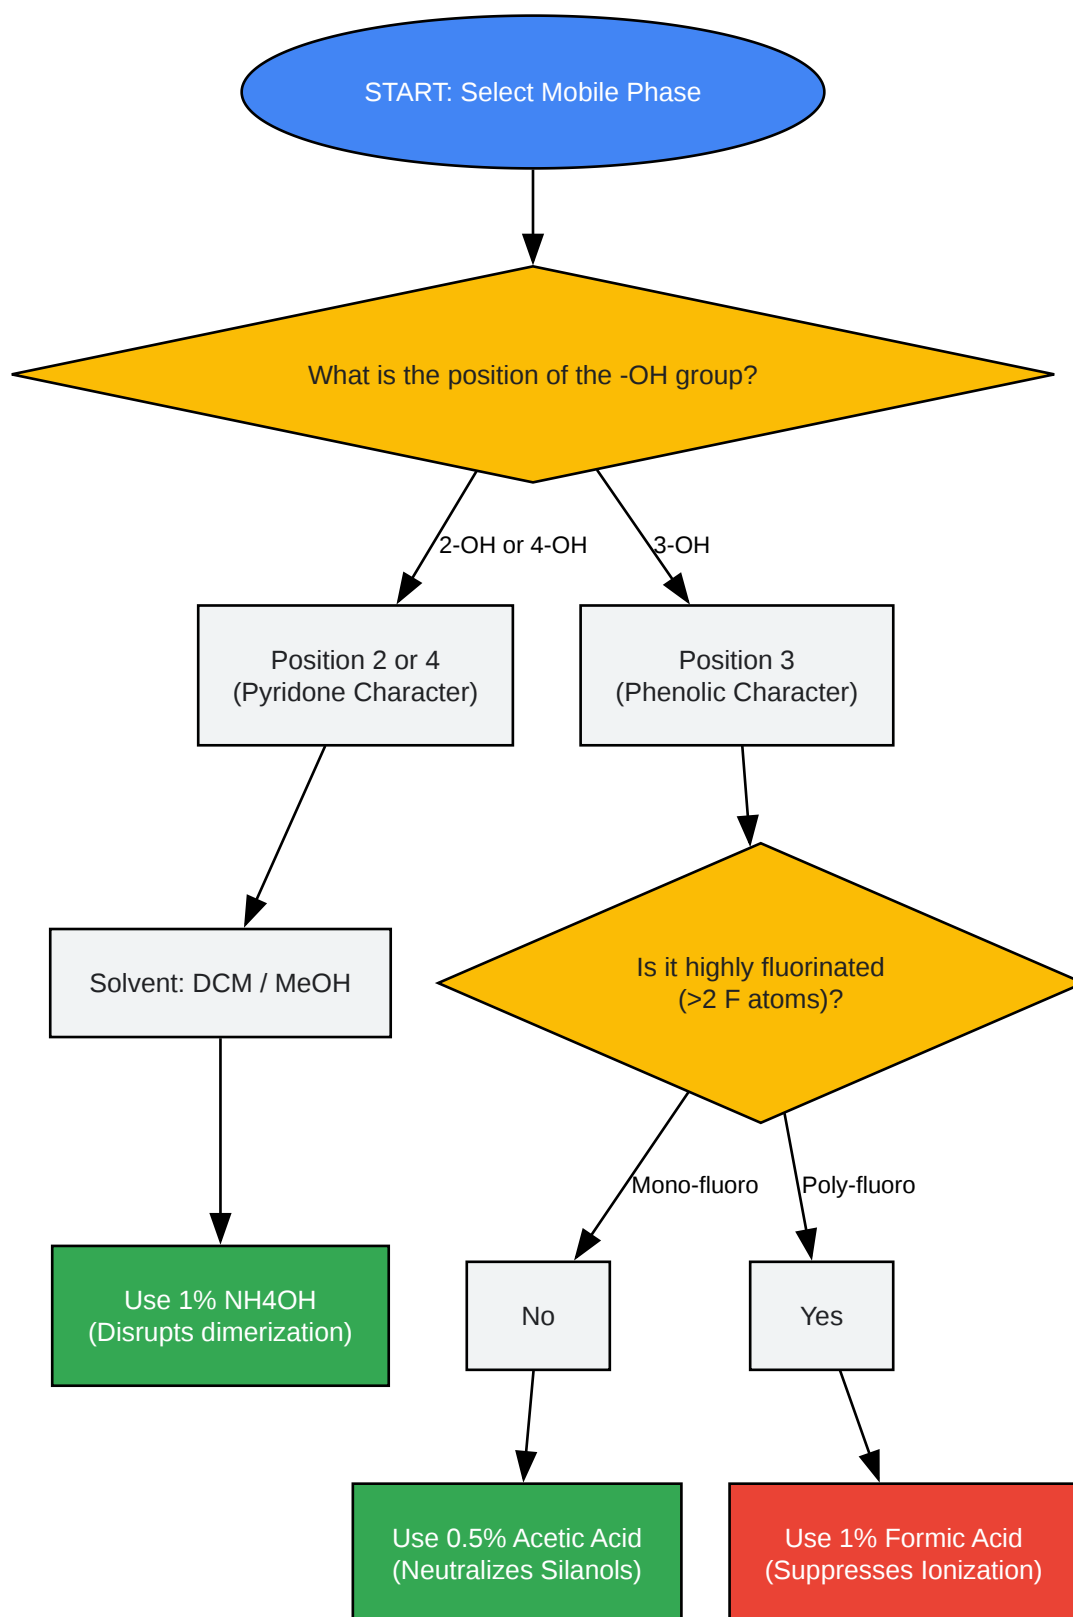 START: Select Mobile Phase
What is the position of the -OH group?
2-OH or 4-OH
3-OH
Position 2 or 4
(Pyridone Character)
Position 3
(Phenolic Character)
Solvent: DCM / MeOH
Is it highly fluorinated
(>2 F atoms)?
Mono-fluoro
Poly-fluoro
Use 1% NH4OH
(Disrupts dimerization)
No
Yes
Use 0.5% Acetic Acid
(Neutralizes Silanols)
Use 1% Formic Acid
(Suppresses Ionization)